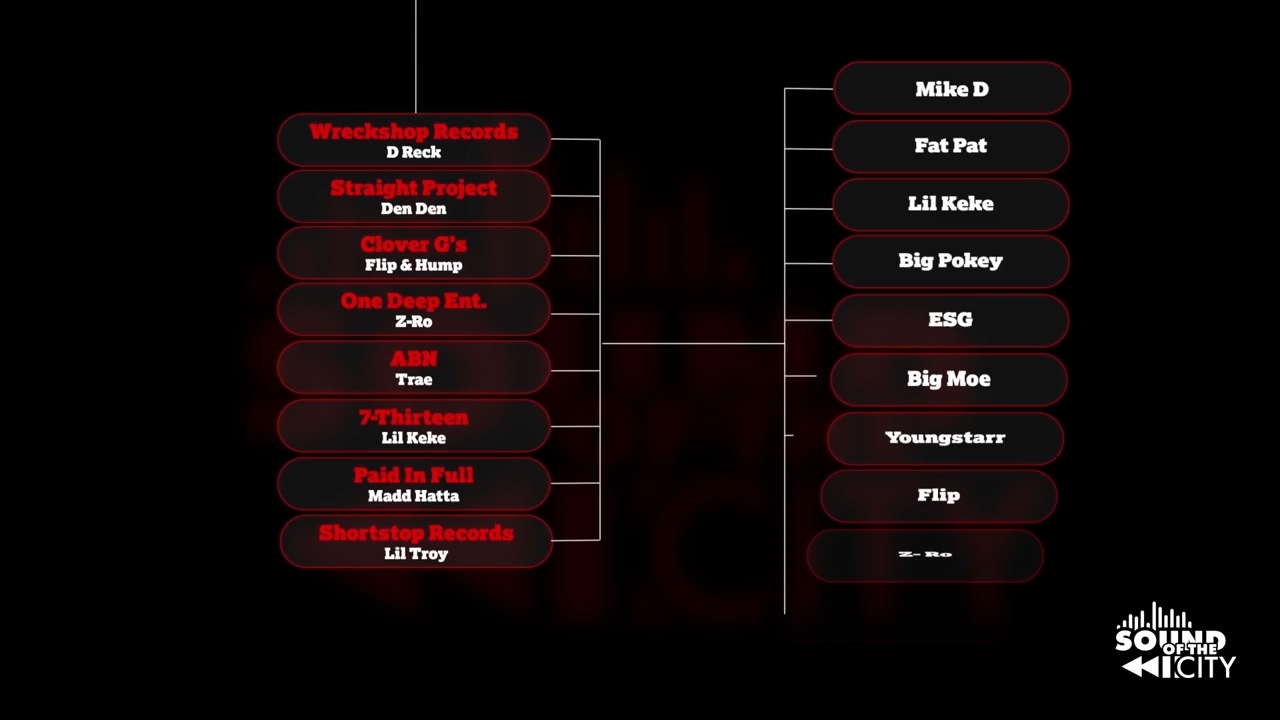 Wreckshop Records
D Reck
Straight Project
Den Den
Clover G's
Flip & Hump
One Deep Ent.
Z-Ro
ABN
Trae
7-Thirteen
Lil Keke
Paid In Full
Madd Hatta
Shortstop Records
Lil Troy
Mike D
Fat Pat
Lil Keke
Big Pokey
ESG
Big Moe
Youngstarr
Flip
Z- Ro
SOUND
OF THE
CITY